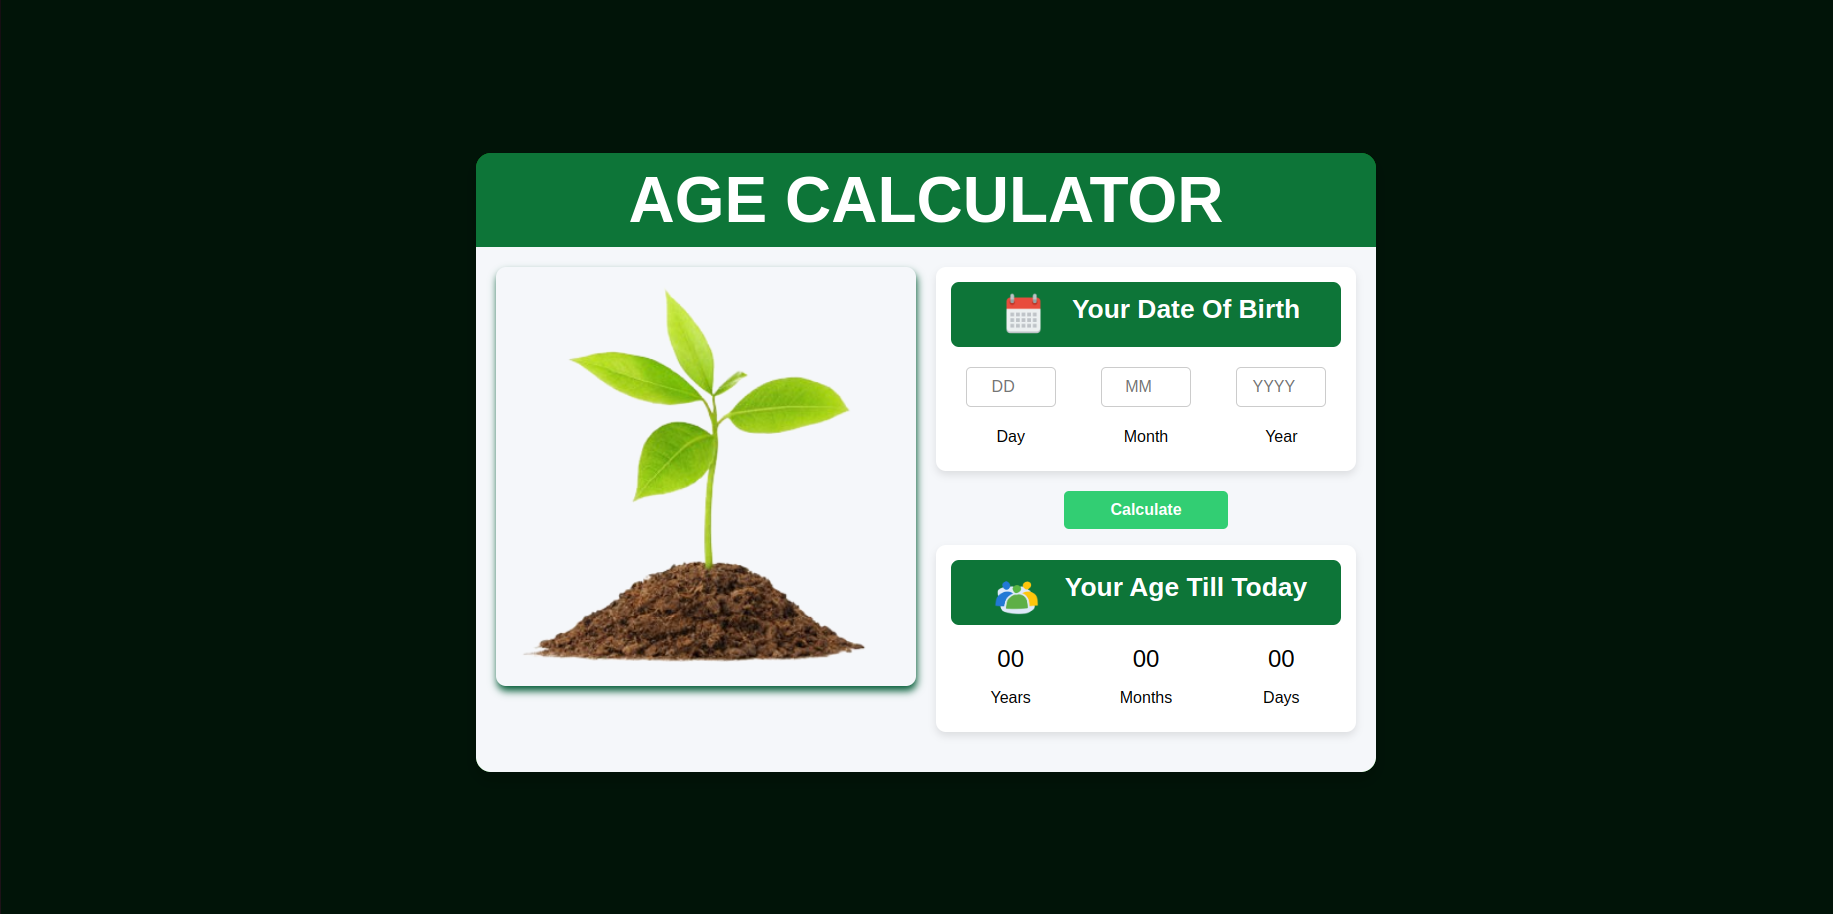 AGE CALCULATOR
Your Date Of Birth
DD MM YYYY
Day Month Year
Calculate
Your Age Till Today
00 00 00
Years Months Days